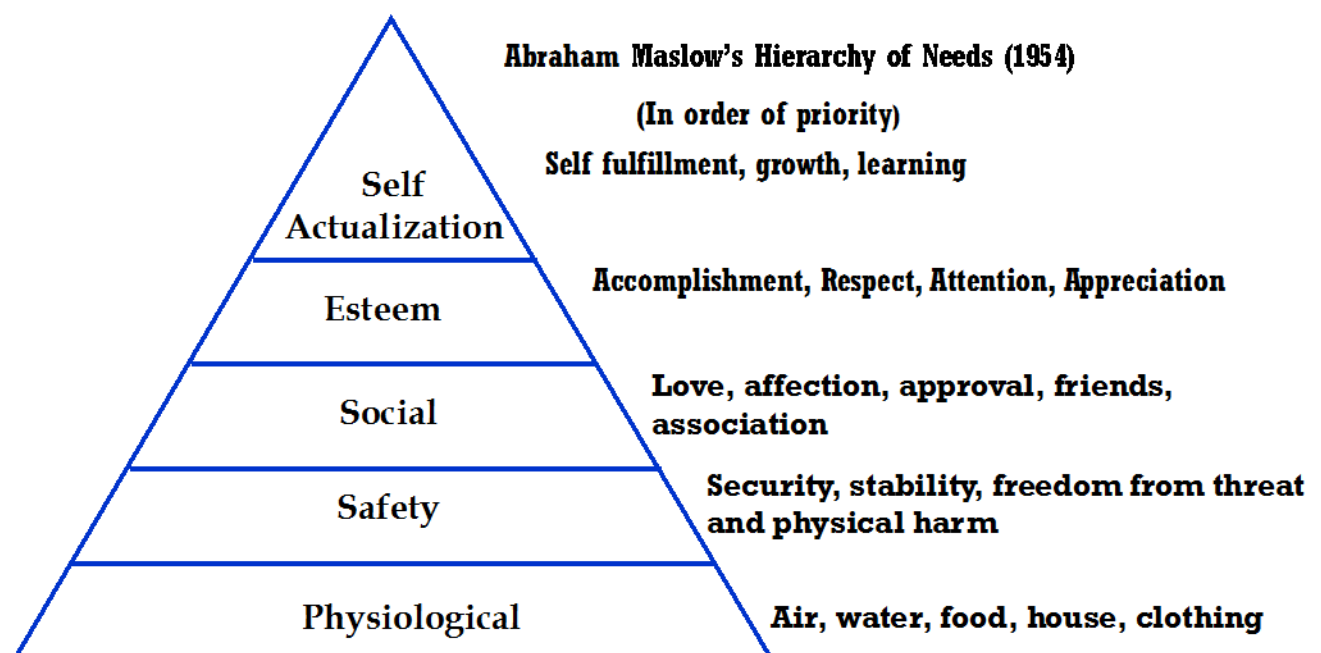 Abraham Maslow's Hierarchy of Needs (1954)
(In order of priority)
Self fulfillment, growth, learning
Self
Actualization
Accomplishment, Respect, Attention, Appreciation
Esteem
Love, affection, approval, friends,
association
Social
Security, stability, freedom from threat
and physical harm
Safety
Physiological
Air, water, food, house, clothing